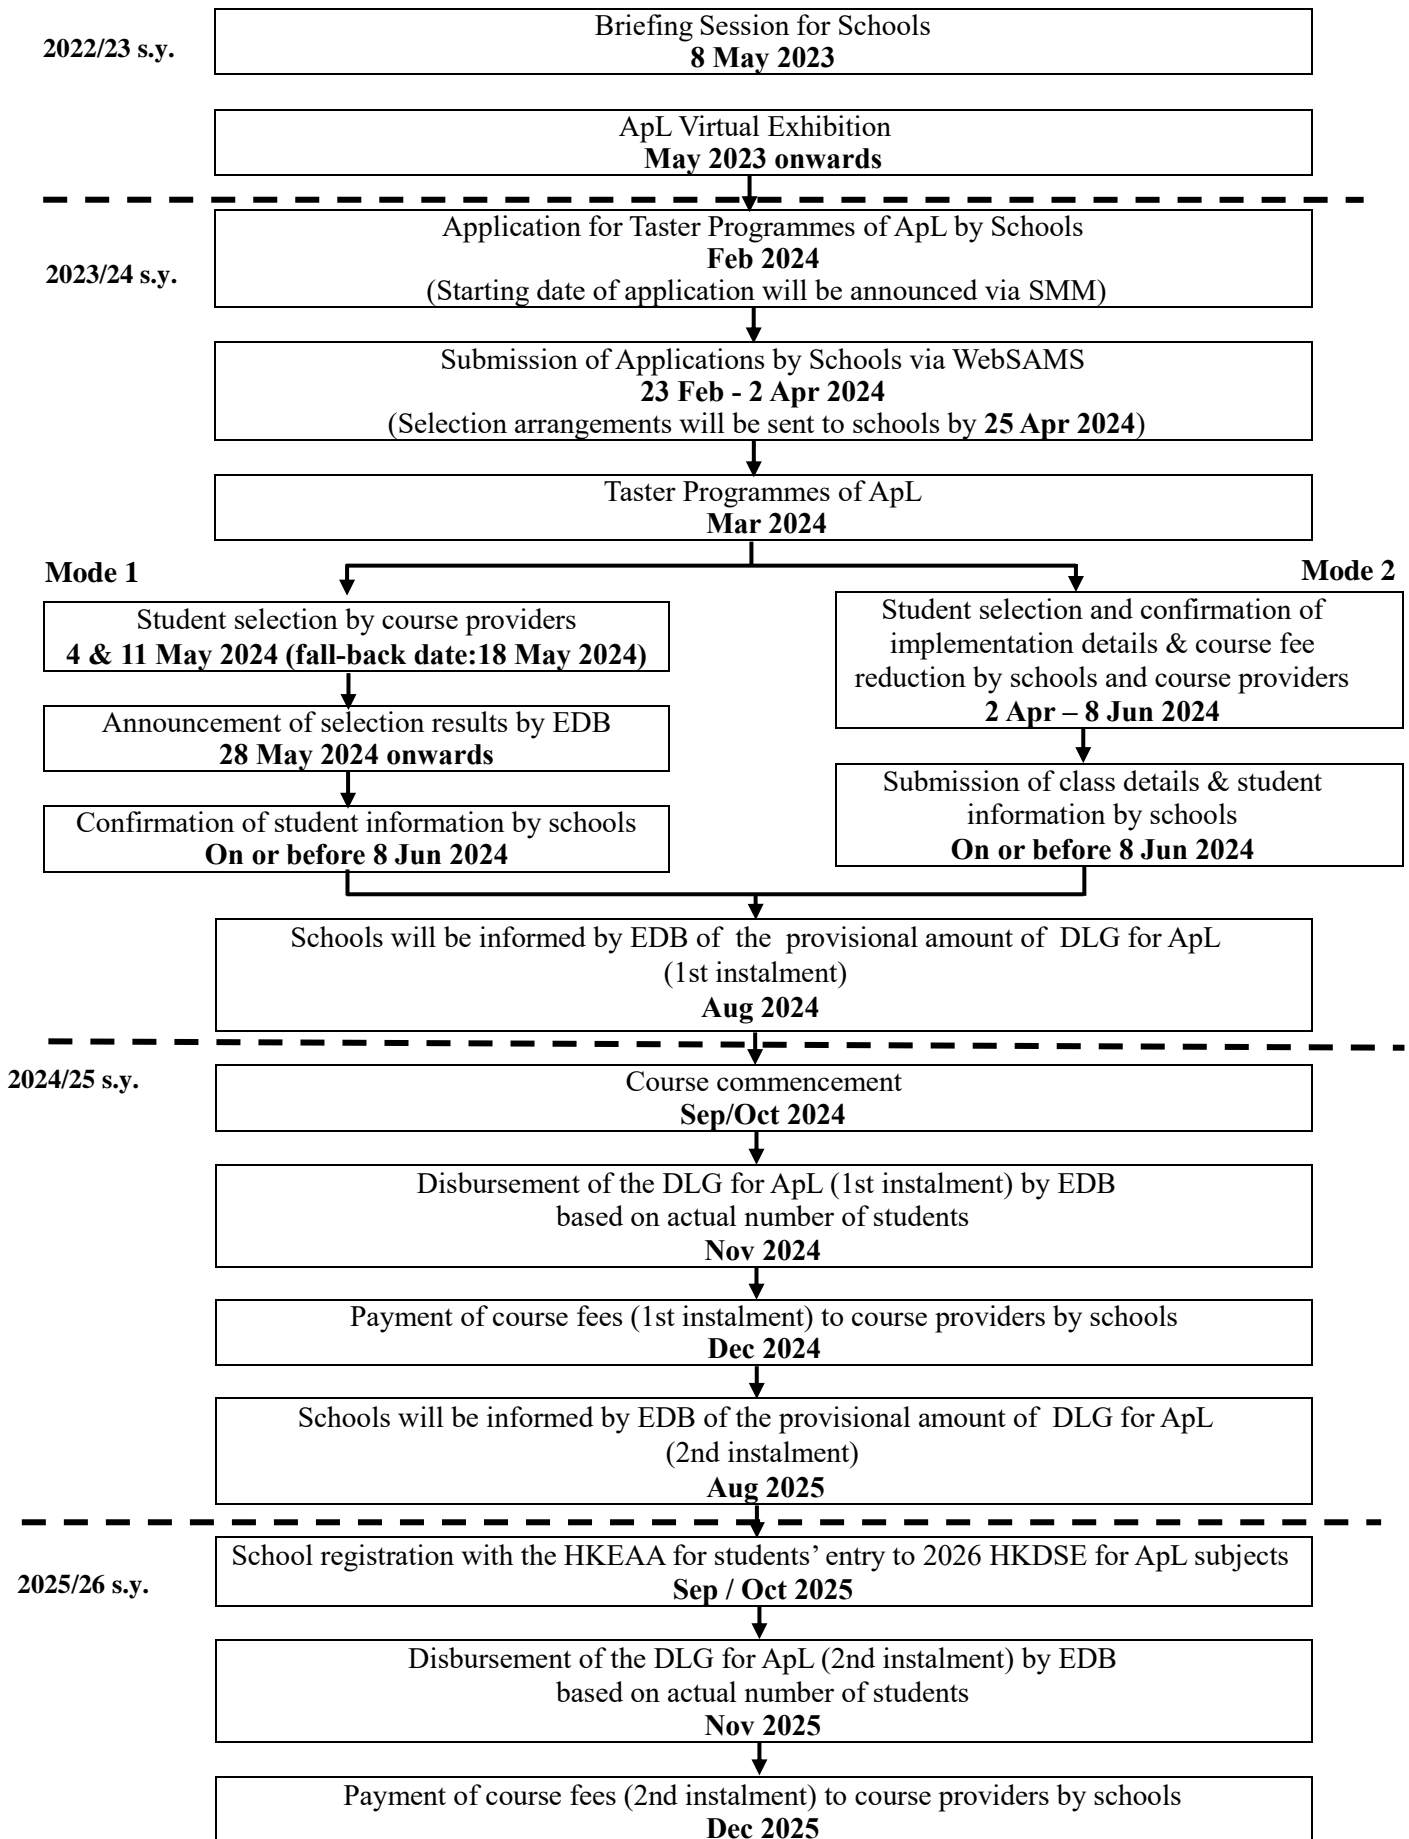 2022/23 s.y.
Briefing Session for Schools
8 May 2023
ApL Virtual Exhibition
May 2023 onwards
2023/24 s.y.
Application for Taster Programmes of ApL by Schools
Feb 2024
(Starting date of application will be announced via SMM)
Submission of Applications by Schools via WebSAMS
23 Feb - 2 Apr 2024
(Selection arrangements will be sent to schools by 25 Apr 2024)
Taster Programmes of ApL
Mar 2024
Mode 1
Student selection by course providers
4 & 11 May 2024 (fall-back date:18 May 2024)
Announcement of selection results by EDB
28 May 2024 onwards
Confirmation of student information by schools
On or before 8 Jun 2024
Mode 2
Student selection and confirmation of
implementation details & course fee
reduction by schools and course providers
2 Apr – 8 Jun 2024
Submission of class details & student
information by schools
On or before 8 Jun 2024
Schools will be informed by EDB of the provisional amount of DLG for ApL
(1st instalment)
Aug 2024
2024/25 s.y.
Course commencement
Sep/Oct 2024
Disbursement of the DLG for ApL (1st instalment) by EDB
based on actual number of students
Nov 2024
Payment of course fees (1st instalment) to course providers by schools
Dec 2024
Schools will be informed by EDB of the provisional amount of DLG for ApL
(2nd instalment)
Aug 2025
2025/26 s.y.
School registration with the HKEAA for students’ entry to 2026 HKDSE for ApL subjects
Sep / Oct 2025
Disbursement of the DLG for ApL (2nd instalment) by EDB
based on actual number of students
Nov 2025
Payment of course fees (2nd instalment) to course providers by schools
Dec 2025